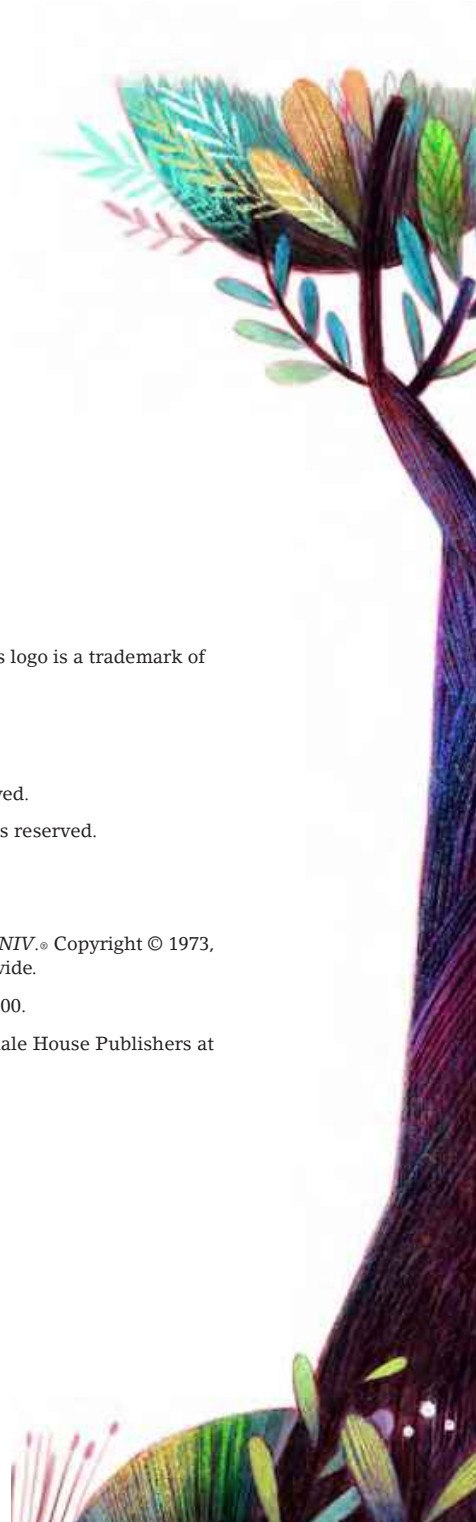 s logo is a trademark of
ved.
s reserved.
NIV.® Copyright © 1973,
vide.
00.
ale House Publishers at